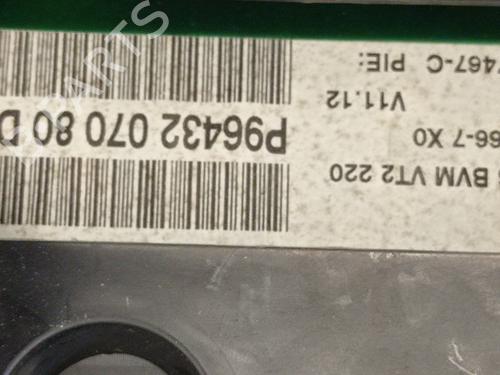 BVM VT2 220
66-7 X0
V11.12
467-C PIE:
P96432 070 80 D
PARTS